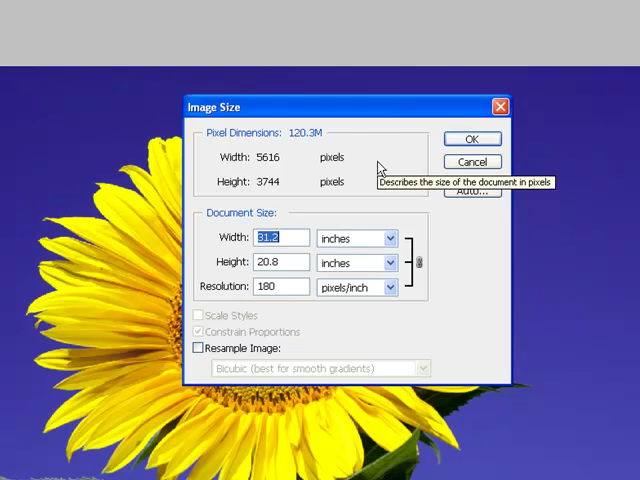 Image Size
Pixel Dimensions: 120.3M
Width: 5616 pixels
Height: 3744 pixels
OK
Cancel
Describes the size of the document in pixels
Auto...
Document Size:
Width: 31.2 inches
Height: 20.8 inches
Resolution: 180 pixels/inch
Scale Styles
Constrain Proportions
Resample Image:
Bicubic (best for smooth gradients)